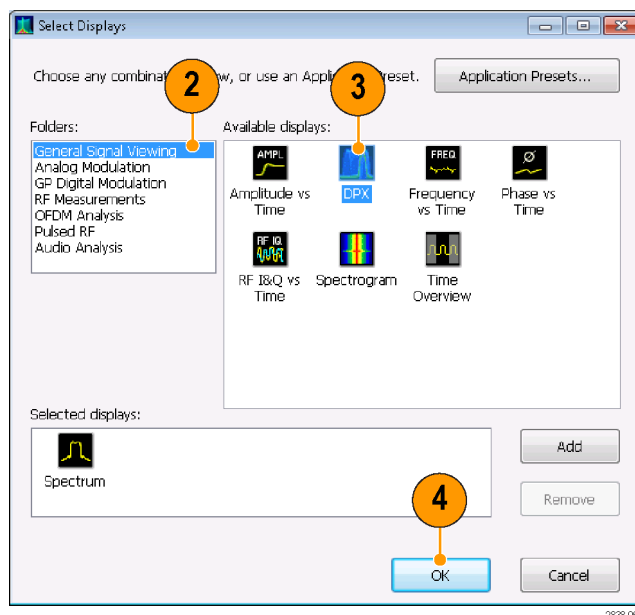 Select Displays
Choose any combinat w, or use an Appl reset.
Application Presets...
2
3
Folders:
Available displays:
General Signal Viewing
Analog Modulation
GP Digital Modulation
RF Measurements
OFDM Analysis
Pulsed RF
Audio Analysis
AMPL
FREQ
Ø
Amplitude vs
Time
DPX
Frequency
vs Time
Phase vs
Time
RF IQ
RF I&Q vs
Time
Spectrogram
Time
Overview
Selected displays:
Spectrum
Add
Remove
4
OK
Cancel